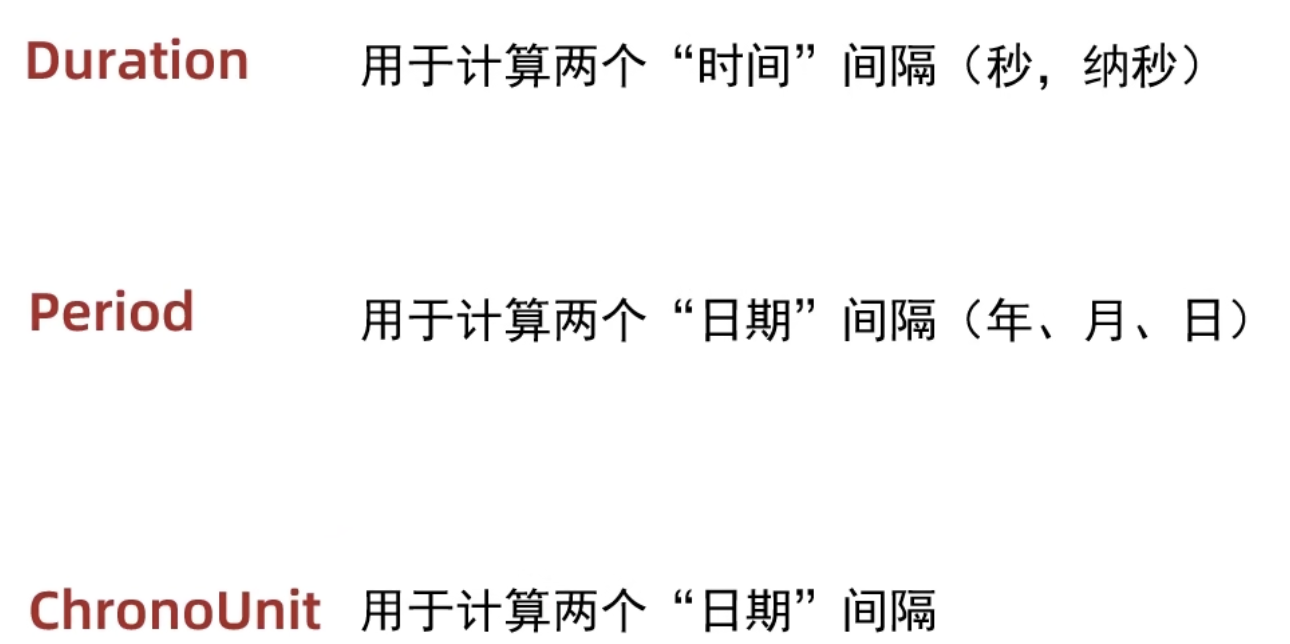 Duration 用于计算两个“时间”间隔（秒，纳秒）
Period 用于计算两个“日期”间隔（年、月、日）
ChronoUnit 用于计算两个“日期”间隔